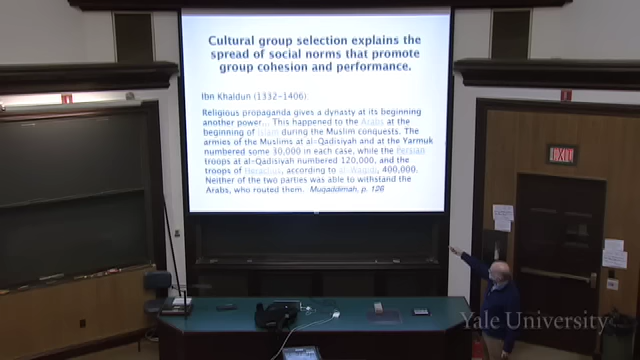 Cultural group selection explains the
spread of social norms that promote
group cohesion and performance.
Ibn Khaldun (1332–1406)
Religious propaganda gives a dynasty at its beginning
another power... This happened to the Arabs at the
beginning of Islam during the Muslim conquests. The
armies of the Muslims at al-Qadisiyah and at the Yarmuk
numbered some 30,000 in each case, while the Persian
troops at al-Qadisiyah numbered 120,000, and the
troops of Heraclius, according to al-Waqidi, 400,000.
Neither of the two parties was able to withstand the
Arabs, who routed them. Muqaddimah, p. 126
EXIT
Yale University